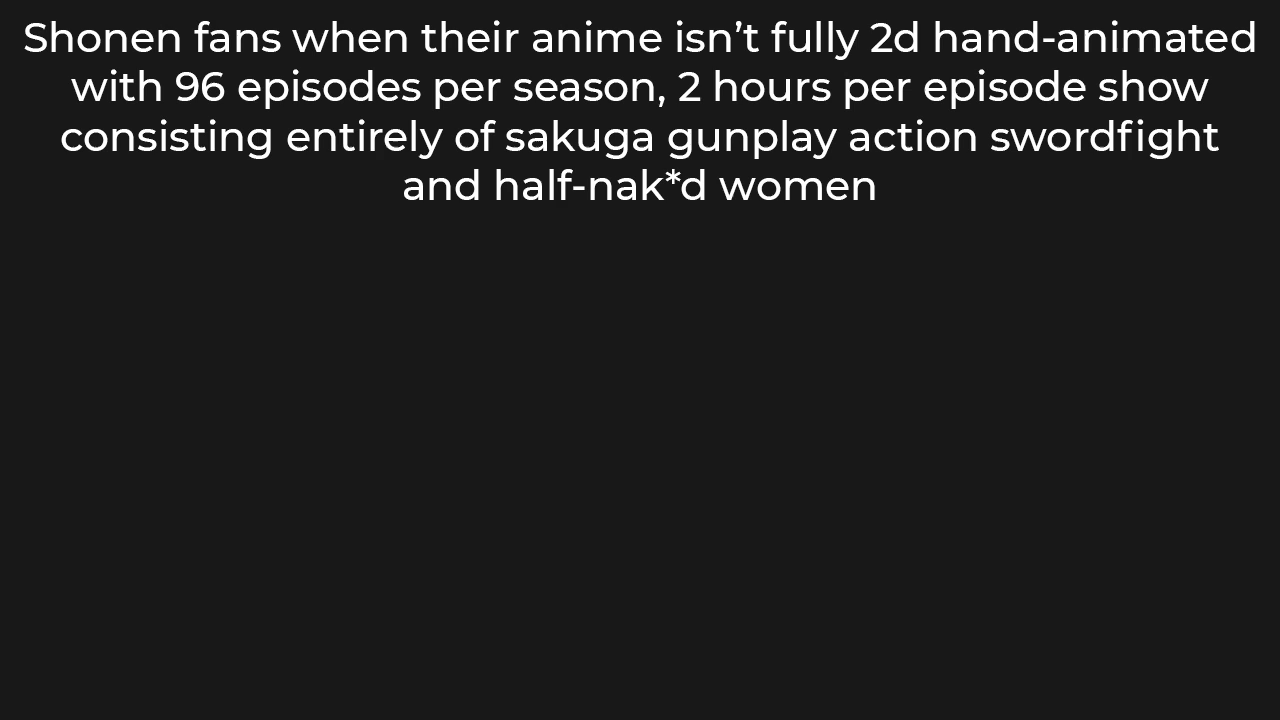 Shonen fans when their anime isn’t fully 2d hand-animated
with 96 episodes per season, 2 hours per episode show
consisting entirely of sakuga gunplay action swordfight
and half-nak*d women